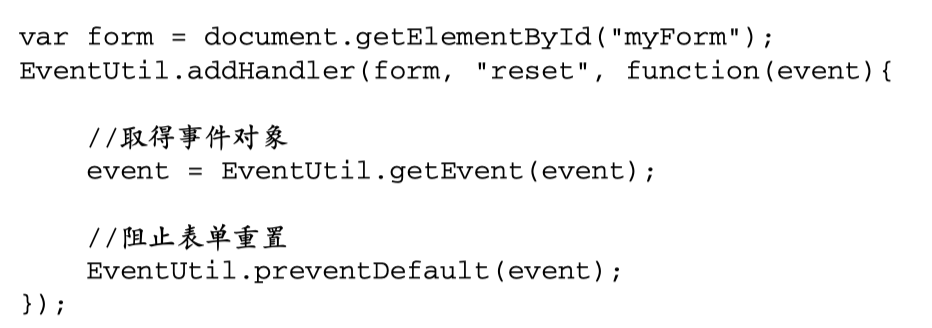 var form = document.getElementById("myForm");
EventUtil.addHandler(form, "reset", function(event){
//取得事件对象
event = EventUtil.getEvent(event);
//阻止表单重置
EventUtil.preventDefault(event);
});